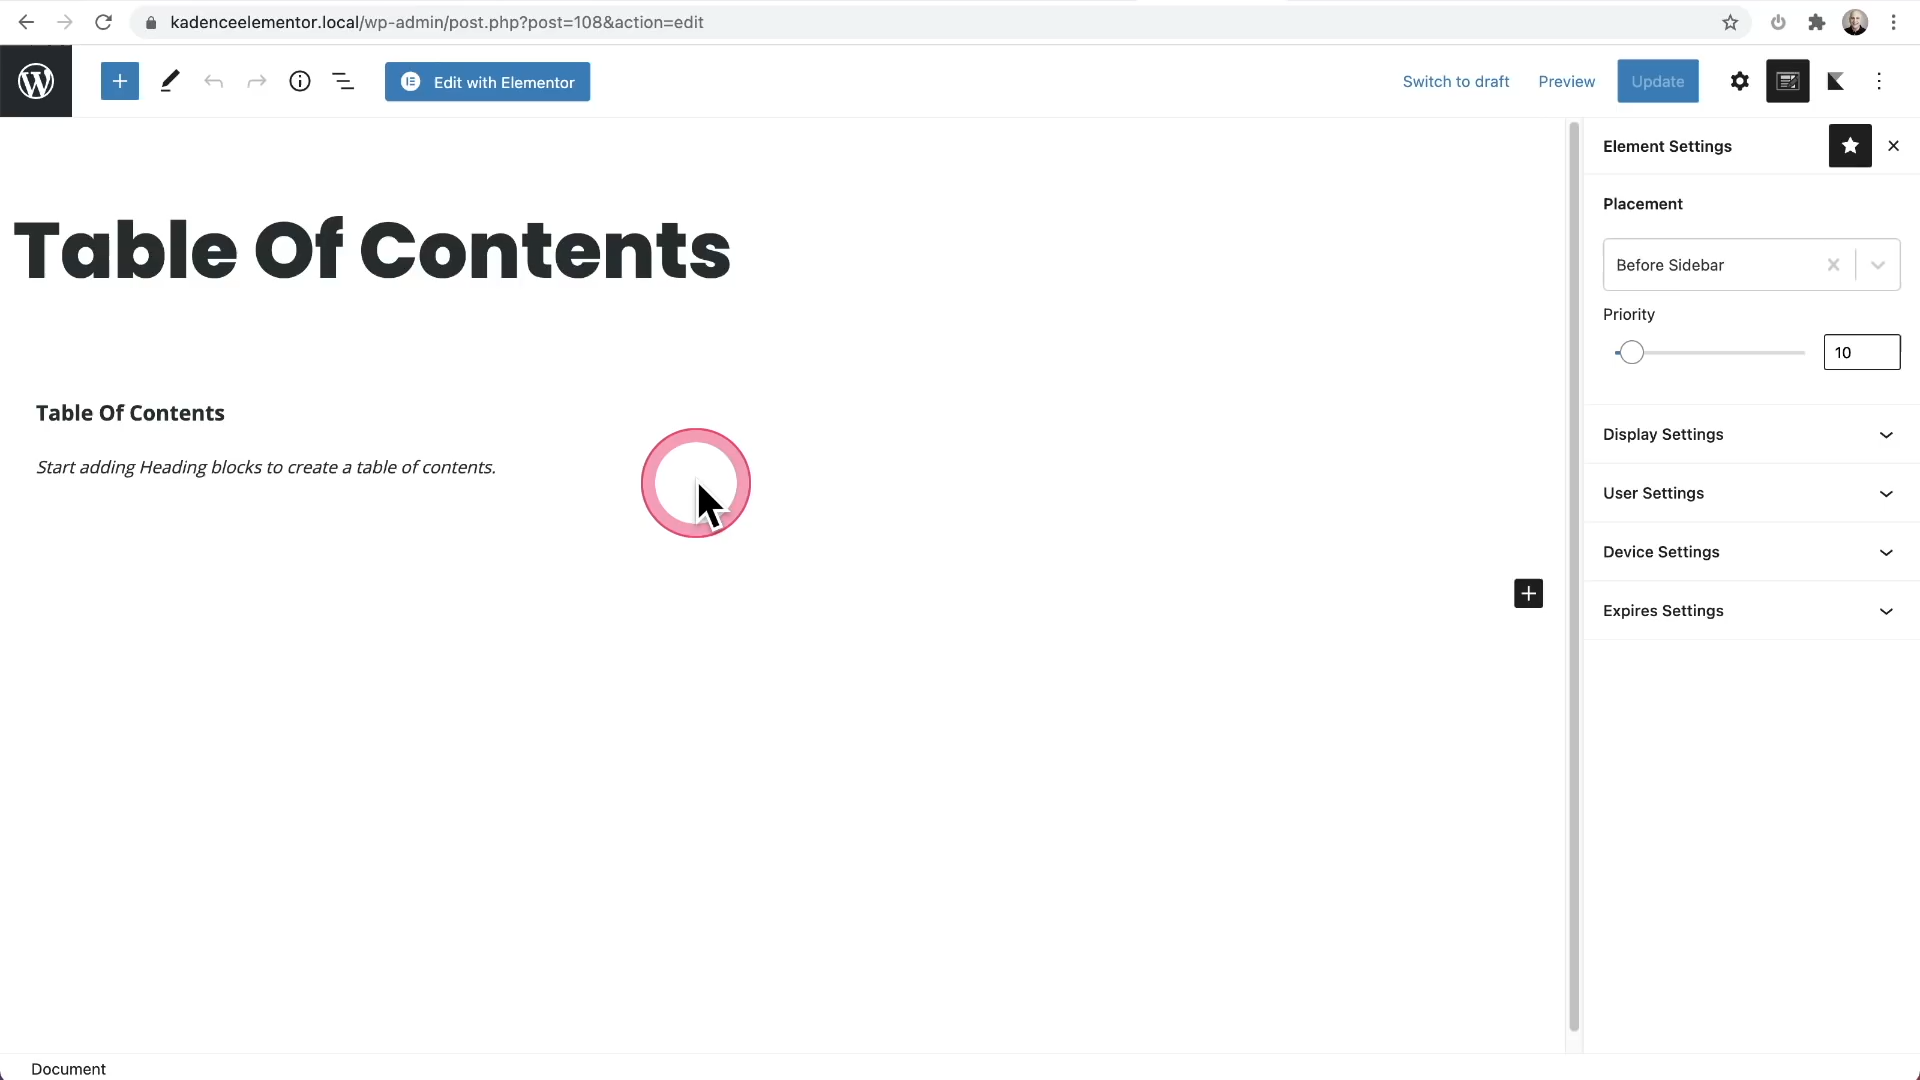 kadenceelementor.local/wp-admin/post.php?post=108&action=edit
Edit with Elementor
Switch to draft
Preview
Update
Table Of Contents
Table Of Contents
Start adding Heading blocks to create a table of contents.
Element Settings
Placement
Before Sidebar
Priority
10
Display Settings
User Settings
Device Settings
Expires Settings
Document